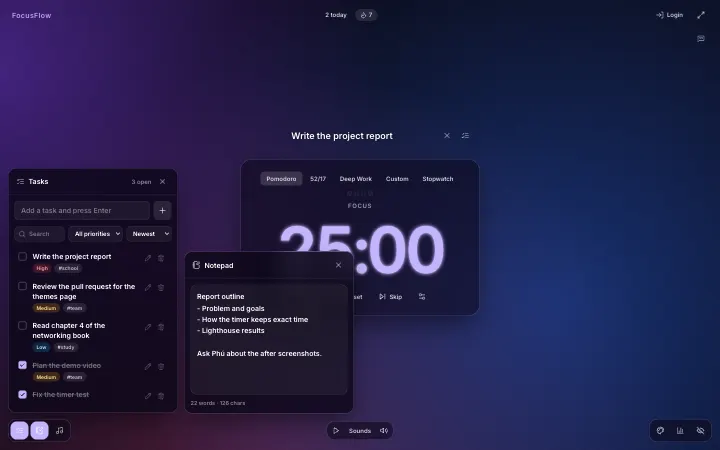 FocusFlow
2 today
7
Login
Write the project report
Pomodoro 52/17 Deep Work Custom Stopwatch
FOCUS
25:00
Skip
Tasks
3 open
Add a task and press Enter
Search
All priorities
Newest
Write the project report
High #school
Review the pull request for the
themes page
Medium #team
Read chapter 4 of the
networking book
Low #study
Plan the demo video
Medium #team
Fix the timer test
Notepad
Report outline
- Problem and goals
- How the timer keeps exact time
- Lighthouse results
Ask Phú about the after screenshots.
22 words · 126 chars
Sounds